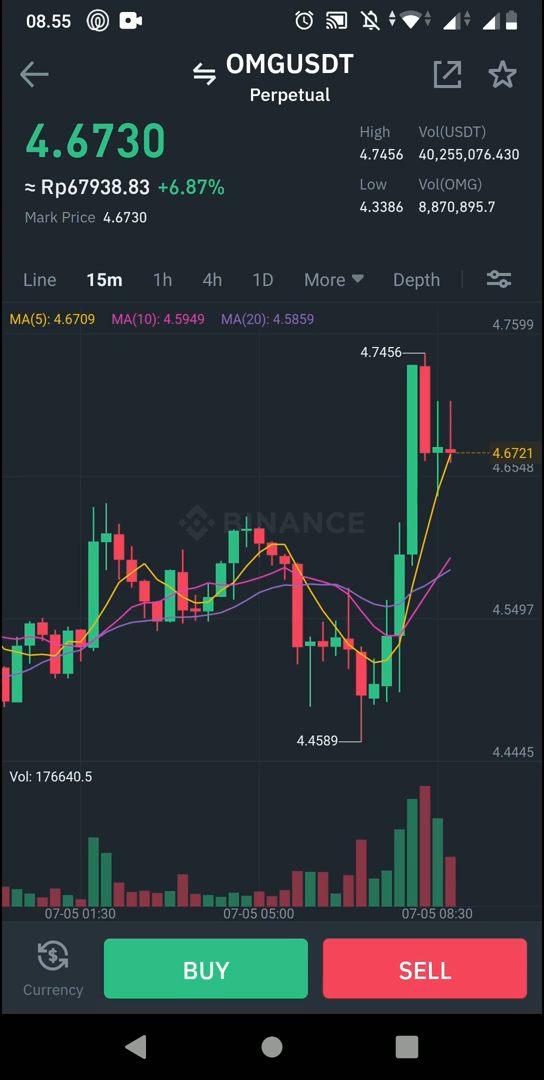 08.55
OMGUSDT
Perpetual
4.6730
≈ Rp67938.83 +6.87%
Mark Price 4.6730
High Vol(USDT)
4.7456 40,255,076.430
Low Vol(OMG)
4.3386 8,870,895.7
Line 15m 1h 4h 1D More Depth
MA(5): 4.6709 MA(10): 4.5949 MA(20): 4.5859
4.7599
4.7456
4.6721
4.6548
BINANCE
4.5497
4.4589
4.4445
Vol: 176640.5
07-05 01:30 07-05 05:00 07-05 08:30
Currency
BUY
SELL